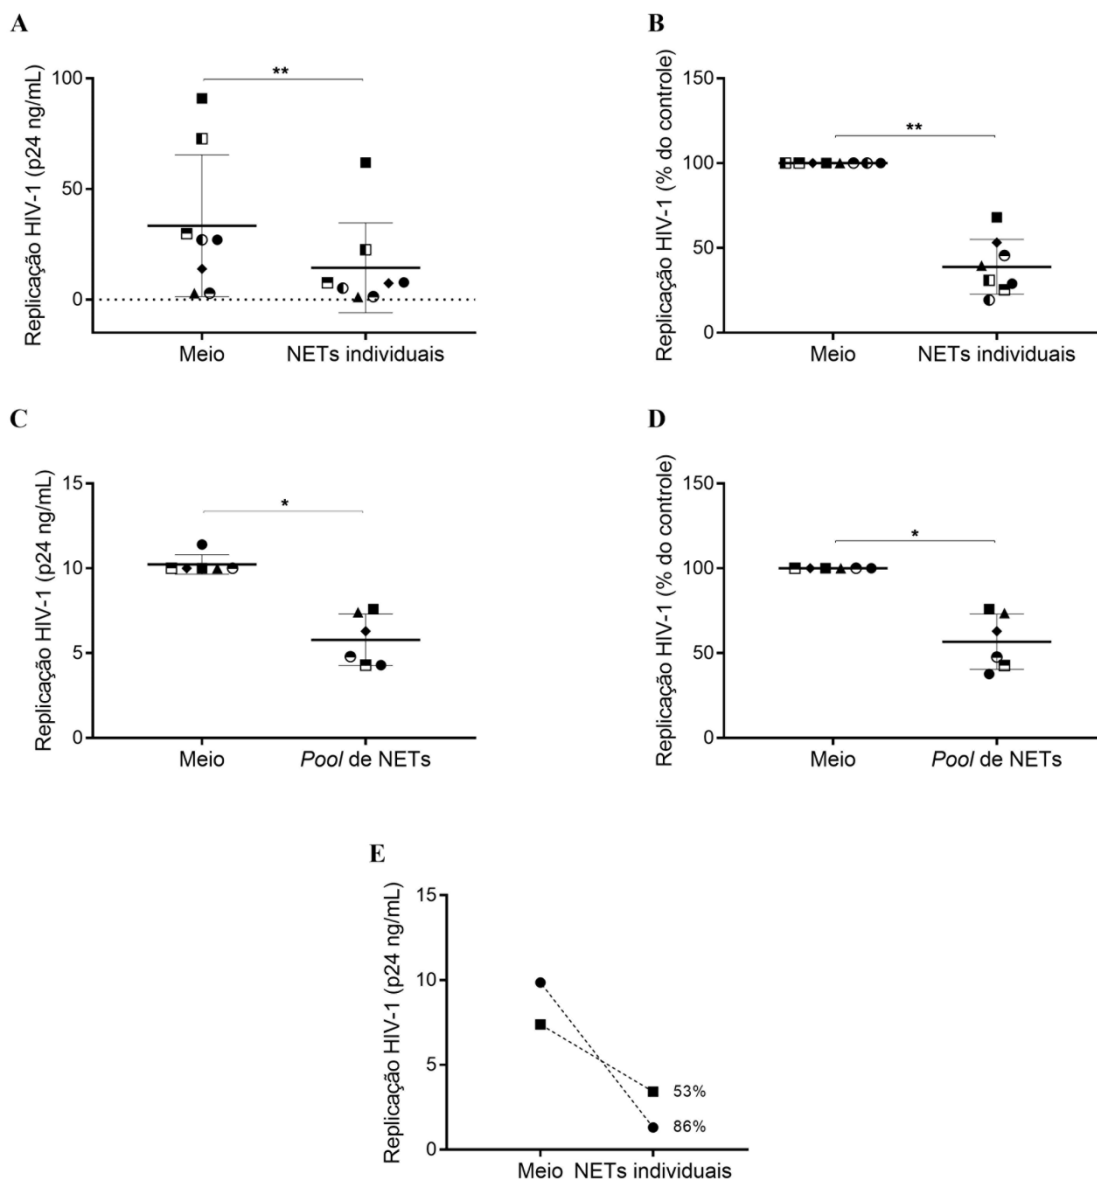 A
Replicação HIV-1 (p24 ng/mL)
100
50
0
**
Meio
NETs individuais
B
Replicação HIV-1 (% do controle)
150
100
50
0
**
Meio
NETs individuais
C
Replicação HIV-1 (p24 ng/mL)
15
10
5
0
*
Meio
Pool de NETs
D
Replicação HIV-1 (% do controle)
150
100
50
0
*
Meio
Pool de NETs
E
Replicação HIV-1 (p24 ng/mL)
15
10
5
0
53%
86%
Meio
NETs individuais